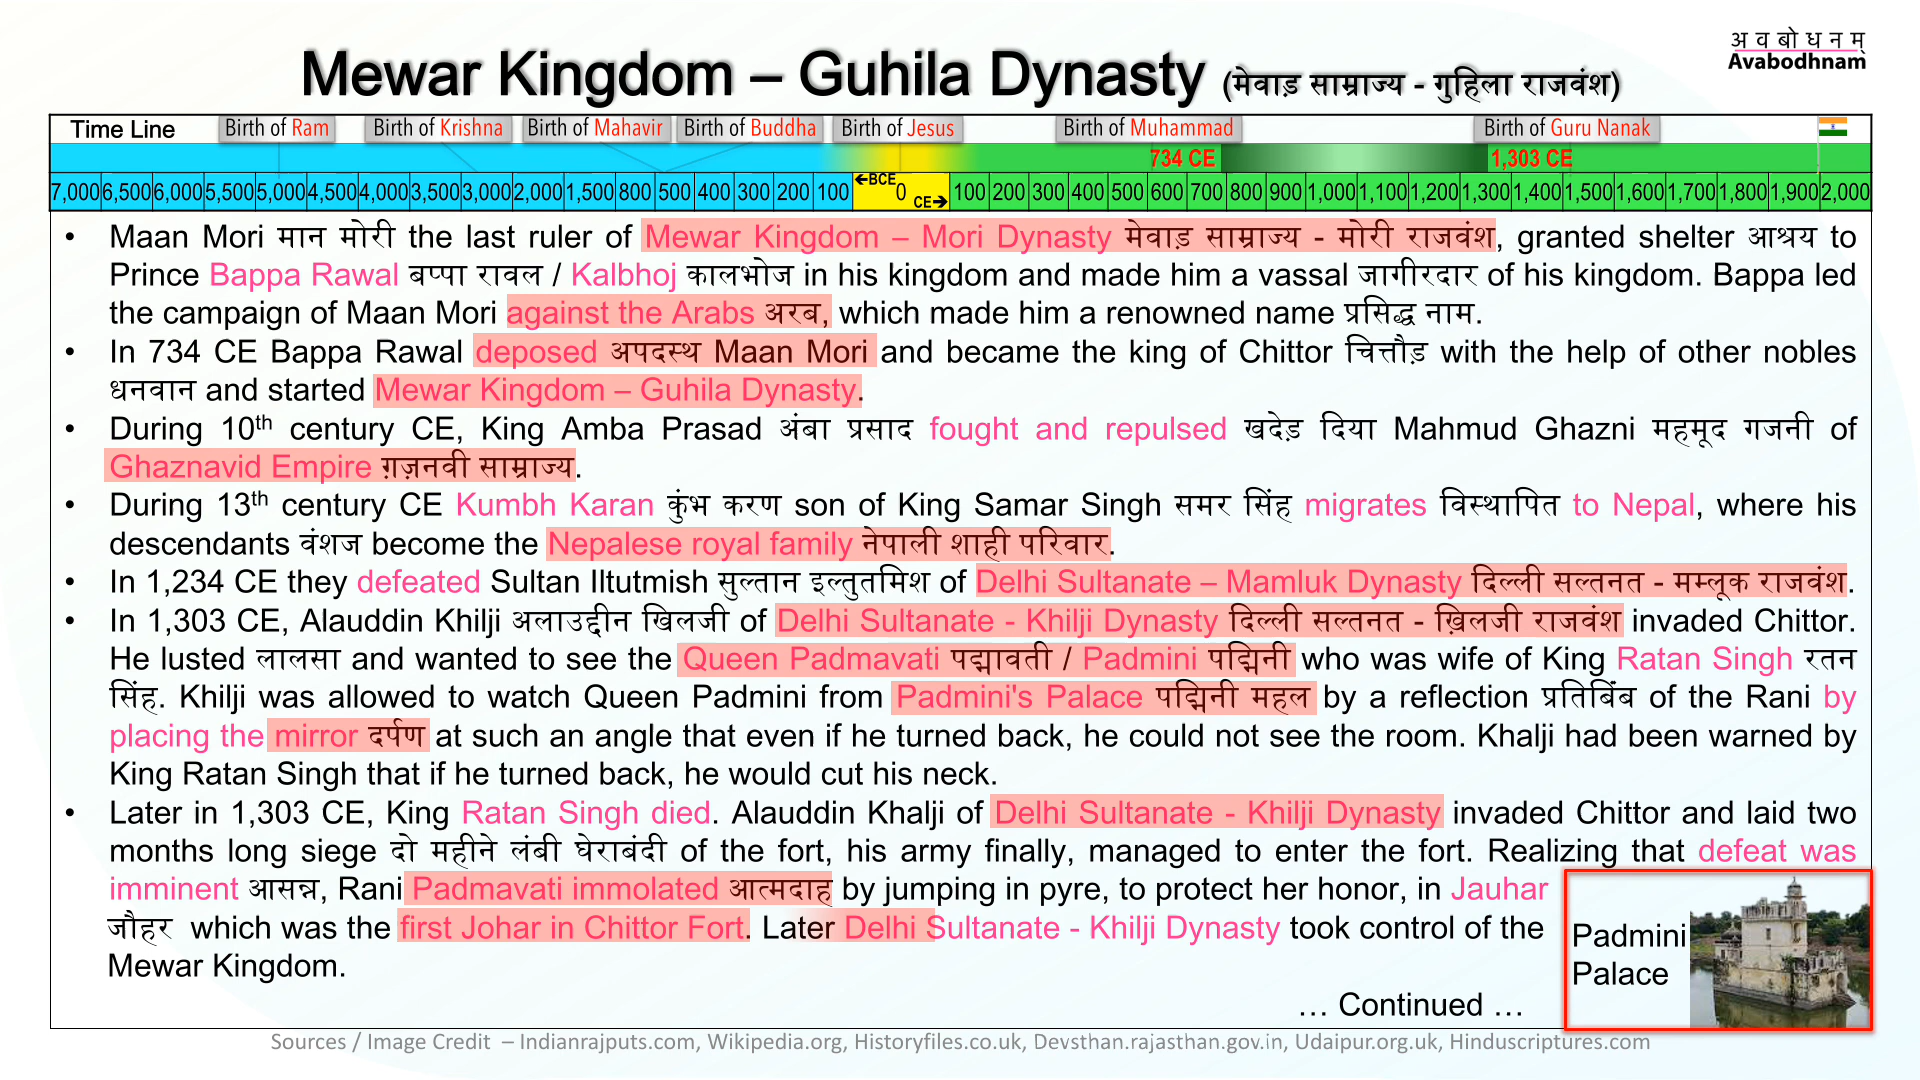 अ व बो ध न म्
Avabodhnam
Mewar Kingdom – Guhila Dynasty (मेवाड़ साम्राज्य - गुहिला राजवंश)
Time Line Birth of Ram Birth of Krishna Birth of Mahavir Birth of Buddha Birth of Jesus Birth of Muhammad Birth of Guru Nanak
734 CE 1,303 CE
7,000 6,500 6,000 5,500 5,000 4,500 4,000 3,500 3,000 2,000 1,500 800 500 400 300 200 100 ←BCE 0 CE→ 100 200 300 400 500 600 700 800 900 1,000 1,100 1,200 1,300 1,400 1,500 1,600 1,700 1,800 1,900 2,000
• Maan Mori मान मोरी the last ruler of Mewar Kingdom – Mori Dynasty मेवाड़ साम्राज्य - मोरी राजवंश, granted shelter आश्रय to
Prince Bappa Rawal बप्पा रावल / Kalbhoj कालभोज in his kingdom and made him a vassal जागीरदार of his kingdom. Bappa led
the campaign of Maan Mori against the Arabs अरब, which made him a renowned name प्रसिद्ध नाम.
• In 734 CE Bappa Rawal deposed अपदस्थ Maan Mori and became the king of Chittor चित्तौड़ with the help of other nobles
धनवान and started Mewar Kingdom – Guhila Dynasty.
• During 10th century CE, King Amba Prasad अंबा प्रसाद fought and repulsed खदेड़ दिया Mahmud Ghazni महमूद गजनी of
Ghaznavid Empire ग़ज़नवी साम्राज्य.
• During 13th century CE Kumbh Karan कुंभ करण son of King Samar Singh समर सिंह migrates विस्थापित to Nepal, where his
descendants वंशज become the Nepalese royal family नेपाली शाही परिवार.
• In 1,234 CE they defeated Sultan Iltutmish सुल्तान इल्तुतमिश of Delhi Sultanate – Mamluk Dynasty दिल्ली सल्तनत - मम्लूक राजवंश.
• In 1,303 CE, Alauddin Khilji अलाउद्दीन खिलजी of Delhi Sultanate - Khilji Dynasty दिल्ली सल्तनत - ख़िलजी राजवंश invaded Chittor.
He lusted लालसा and wanted to see the Queen Padmavati पद्मावती / Padmini पद्मिनी who was wife of King Ratan Singh रतन
सिंह. Khilji was allowed to watch Queen Padmini from Padmini's Palace पद्मिनी महल by a reflection प्रतिबिंब of the Rani by
placing the mirror दर्पण at such an angle that even if he turned back, he could not see the room. Khalji had been warned by
King Ratan Singh that if he turned back, he would cut his neck.
• Later in 1,303 CE, King Ratan Singh died. Alauddin Khalji of Delhi Sultanate - Khilji Dynasty invaded Chittor and laid two
months long siege दो महीने लंबी घेराबंदी of the fort, his army finally, managed to enter the fort. Realizing that defeat was
imminent आसन्न, Rani Padmavati immolated आत्मदाह by jumping in pyre, to protect her honor, in Jauhar
जौहर which was the first Johar in Chittor Fort. Later Delhi Sultanate - Khilji Dynasty took control of the
Mewar Kingdom.
Padmini
Palace
… Continued …
Sources / Image Credit – Indianrajputs.com, Wikipedia.org, Historyfiles.co.uk, Devsthan.rajasthan.gov.in, Udaipur.org.uk, Hinduscriptures.com